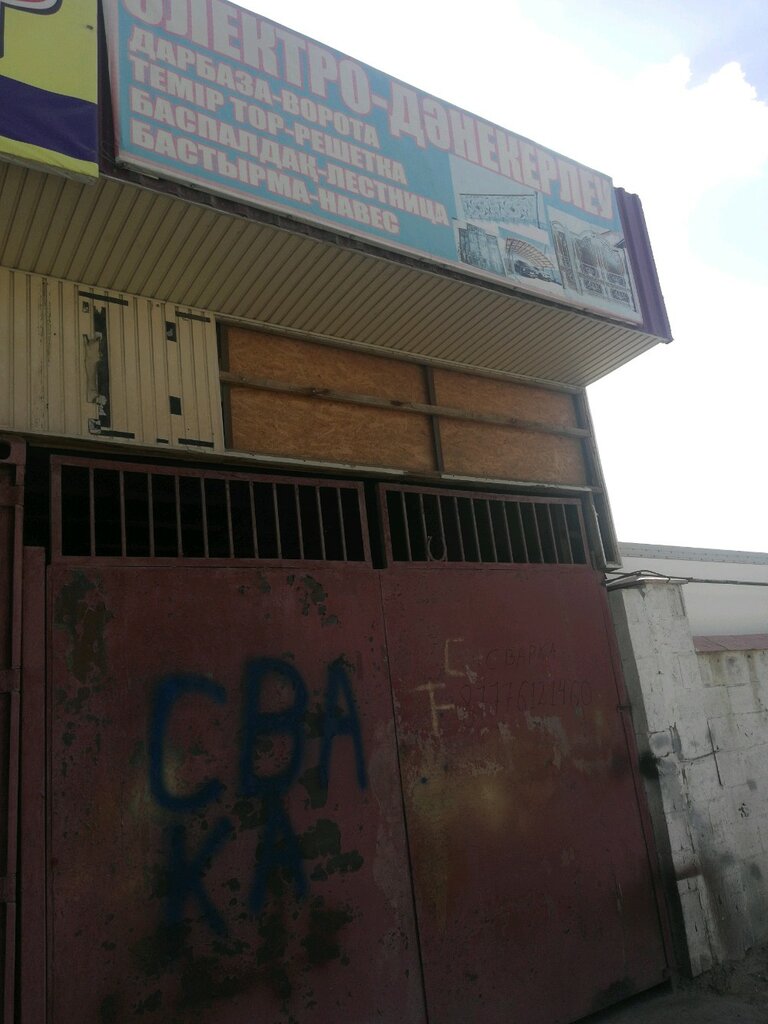 ЭЛЕКТРО-ДӘНЕКЕРЛЕУ
ДАРБАЗА-ВОРОТА
ТЕМІР ТОР-РЕШЕТКА
БАСПАЛДАҚ-ЛЕСТНИЦА
БАСТЫРМА-НАВЕС
СВА
КА
СВАРКА